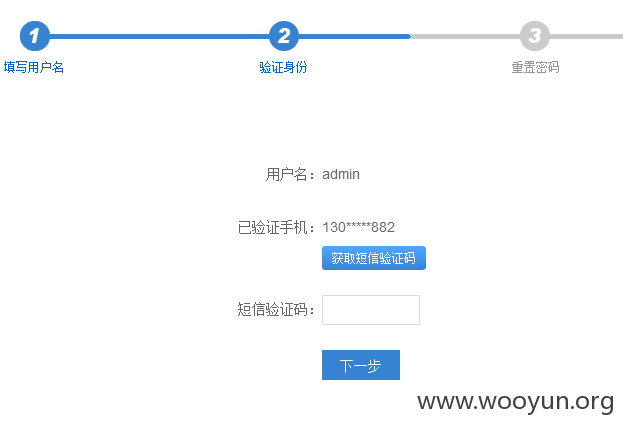 1 2 3
填写用户名 验证身份 重置密码
用户名：admin
已验证手机：130*****882
获取短信验证码
短信验证码：
下一步
www.wooyun.org